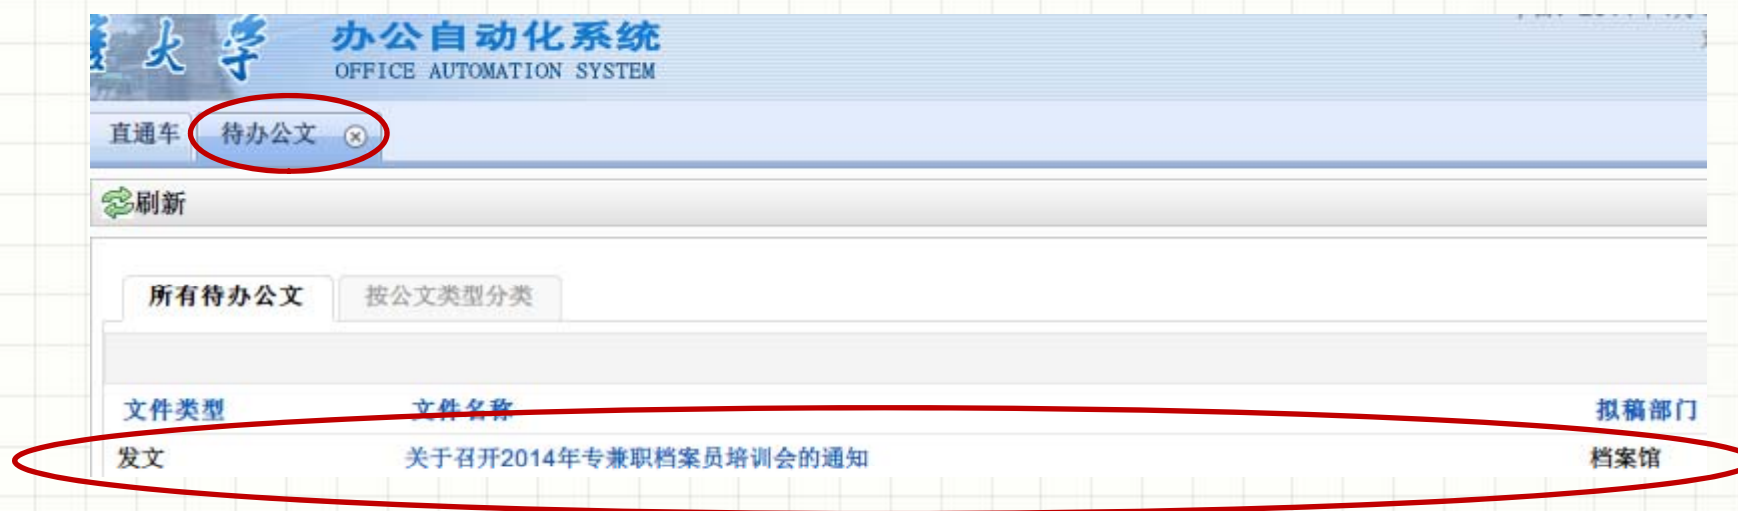 大学 办公自动化系统
OFFICE AUTOMATION SYSTEM
直通车 待办公文
刷新
所有待办公文 按公文类型分类
文件类型 文件名称 拟稿部门
发文 关于召开2014年专兼职档案员培训会的通知 档案馆